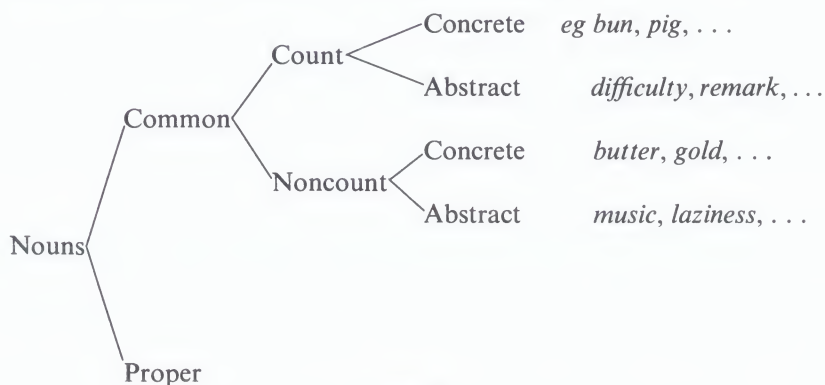 Concrete eg bun, pig, . . .
Count
Abstract difficulty, remark, . . .
Common
Concrete butter, gold, . . .
Noncount
Abstract music, laziness, . . .
Nouns
Proper